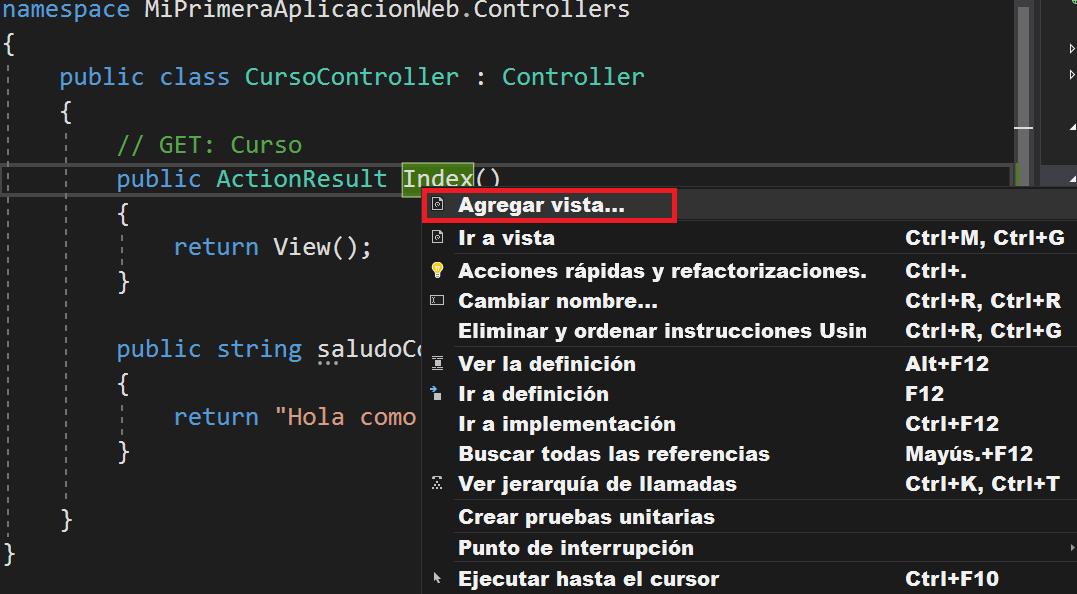 namespace MiPrimeraAplicacionWeb.Controllers
{
public class CursoController : Controller
{
// GET: Curso
public ActionResult Index()
{
return View();
}
public string saludoCo
{
return "Hola como
}
}
}
Agregar vista...
Ir a vista Ctrl+M, Ctrl+G
Acciones rápidas y refactorizaciones. Ctrl+.
Cambiar nombre... Ctrl+R, Ctrl+R
Eliminar y ordenar instrucciones Usin Ctrl+R, Ctrl+G
Ver la definición Alt+F12
Ir a definición F12
Ir a implementación Ctrl+F12
Buscar todas las referencias Mayús.+F12
Ver jerarquía de llamadas Ctrl+K, Ctrl+T
Crear pruebas unitarias
Punto de interrupción
Ejecutar hasta el cursor Ctrl+F10